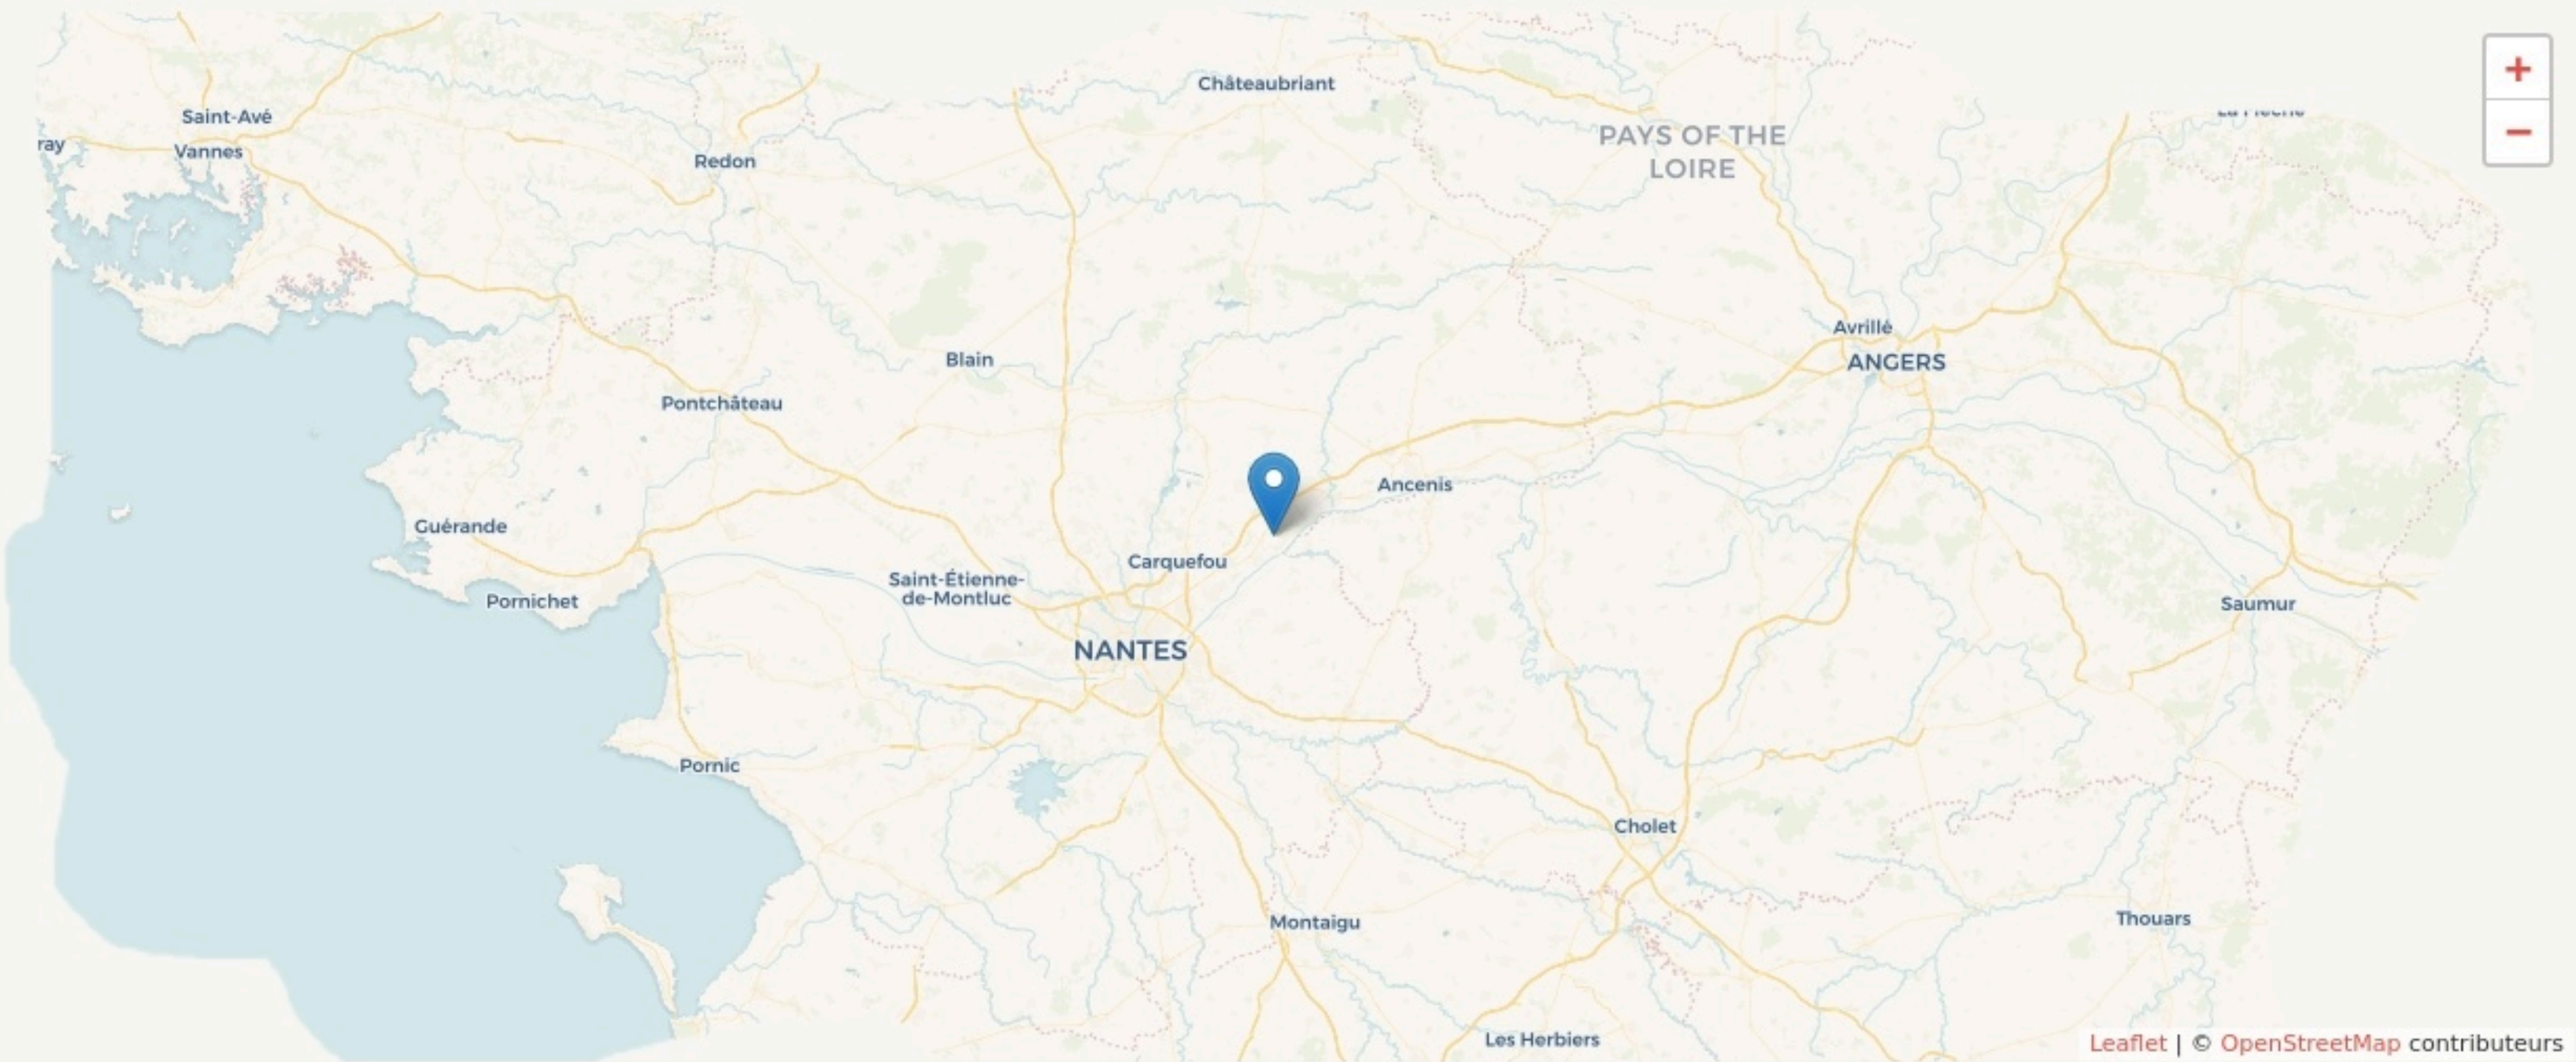 Châteaubriant
Saint-Avé
PAYS OF THE
LOIRE
ray
Vannes
Redon
Avrillé
Blain
ANGERS
Pontchâteau
Ancenis
Guérande
Carquefou
Saint-Étienne-
de-Montluc
Pornichet
Saumur
NANTES
Pornic
Cholet
Montaigu
Thouars
Les Herbiers
+
−
Leaflet | © OpenStreetMap contributeurs